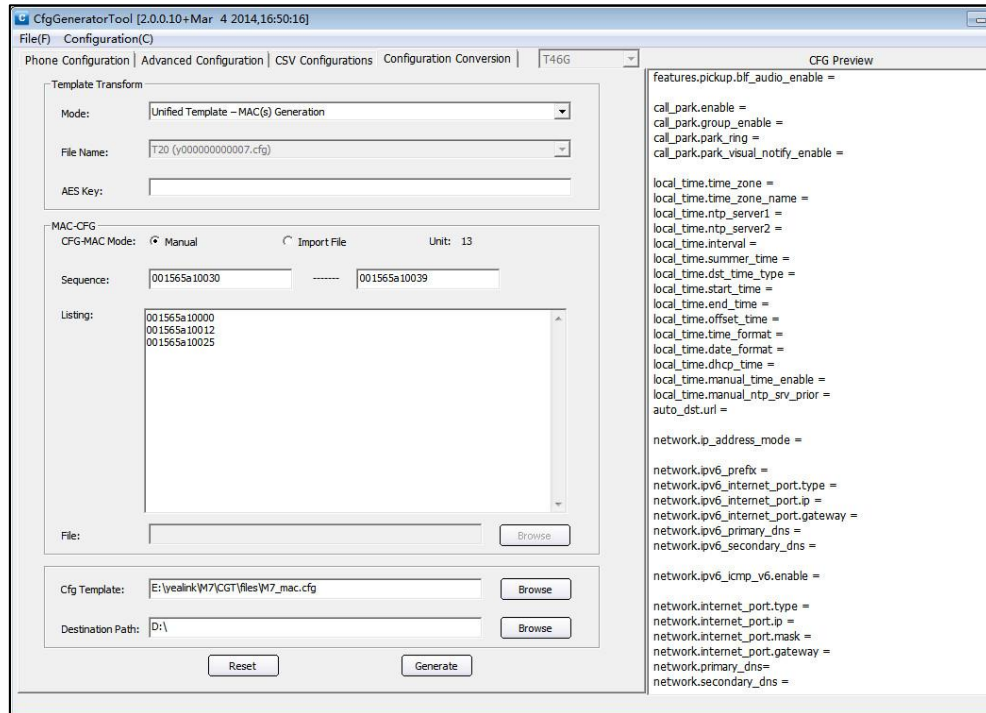 CfgGeneratorTool [2.0.0.10+Mar 4 2014,16:50:16]
File(F) Configuration(C)
Phone Configuration Advanced Configuration CSV Configurations Configuration Conversion T46G
Template Transform
Mode: Unified Template – MAC(s) Generation
File Name: T20 (y000000000007.cfg)
AES Key:
MAC-CFG
CFG-MAC Mode: Manual Import File Unit: 13
Sequence: 001565a10030 ------- 001565a10039
Listing:
001565a10000
001565a10012
001565a10025
File: Browse
Cfg Template: E:\yealink\M7\CGT\files\M7_mac.cfg Browse
Destination Path: D:\ Browse
Reset Generate
CFG Preview
features.pickup.blf_audio_enable =
call_park.enable =
call_park.group_enable =
call_park.park_ring =
call_park.park_visual_notify_enable =
local_time.time_zone =
local_time.time_zone_name =
local_time.ntp_server1 =
local_time.ntp_server2 =
local_time.interval =
local_time.summer_time =
local_time.dst_time_type =
local_time.start_time =
local_time.end_time =
local_time.offset_time =
local_time.time_format =
local_time.date_format =
local_time.dhcp_time =
local_time.manual_time_enable =
local_time.manual_ntp_srv_prior =
auto_dst.url =
network.ip_address_mode =
network.ipv6_prefix =
network.ipv6_internet_port.type =
network.ipv6_internet_port.ip =
network.ipv6_internet_port.gateway =
network.ipv6_primary_dns =
network.ipv6_secondary_dns =
network.ipv6_icmp_v6.enable =
network.internet_port.type =
network.internet_port.ip =
network.internet_port.mask =
network.internet_port.gateway =
network.primary_dns=
network.secondary_dns =